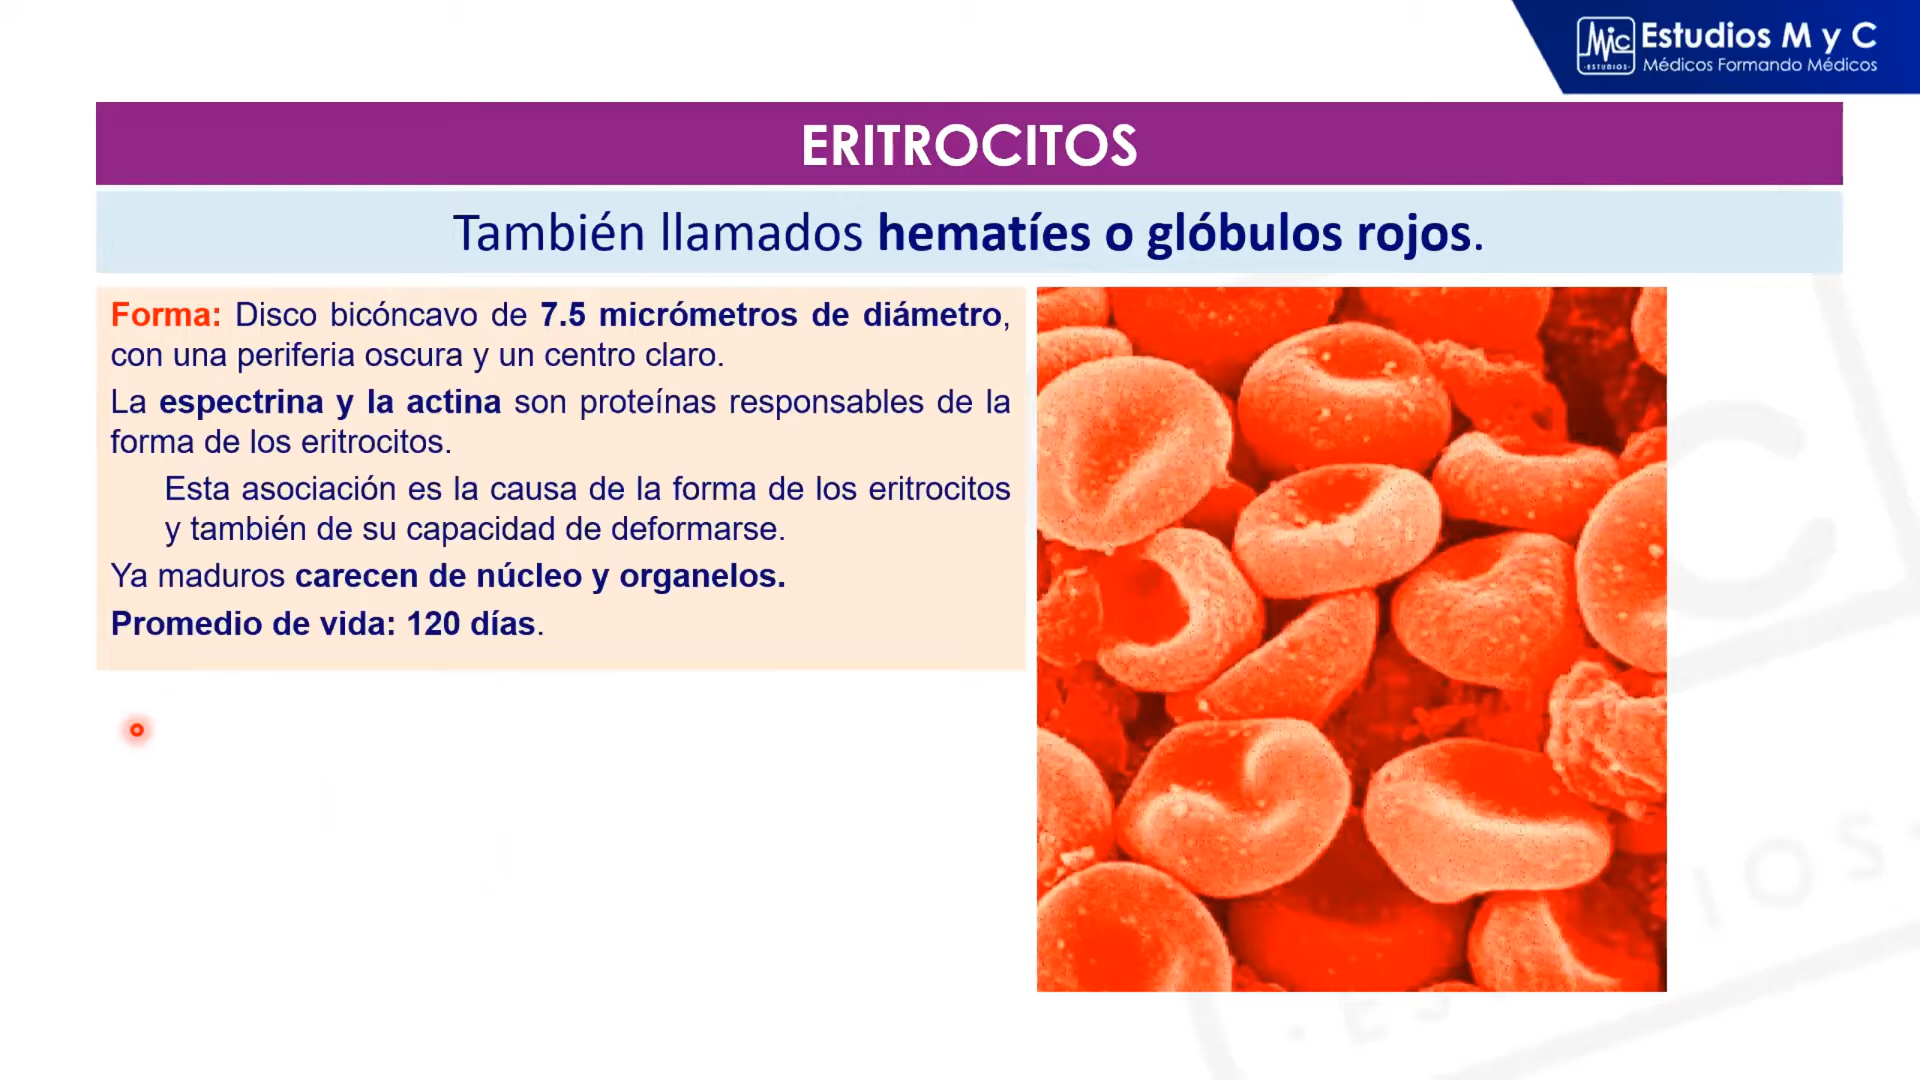 Mic
·ESTUDIOS·
Estudios M y C
Médicos Formando Médicos
ERITROCITOS
También llamados hematíes o glóbulos rojos.
Forma: Disco bicóncavo de 7.5 micrómetros de diámetro,
con una periferia oscura y un centro claro.
La espectrina y la actina son proteínas responsables de la
forma de los eritrocitos.
Esta asociación es la causa de la forma de los eritrocitos
y también de su capacidad de deformarse.
Ya maduros carecen de núcleo y organelos.
Promedio de vida: 120 días.